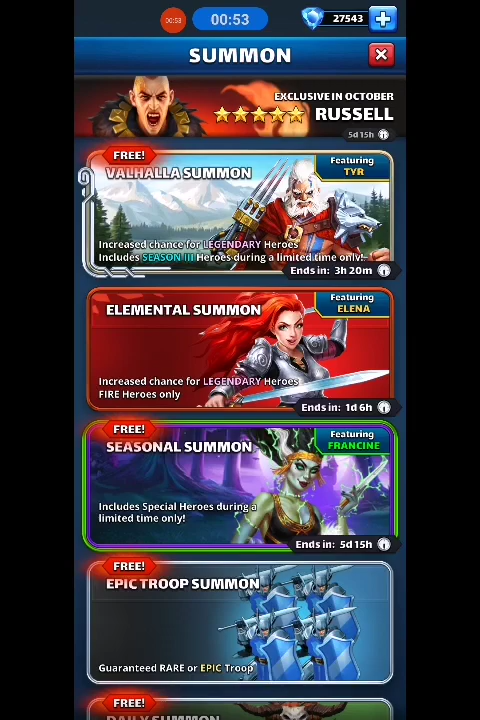 00:53
00:53
27543
SUMMON
EXCLUSIVE IN OCTOBER
RUSSELL
5d 15h
FREE!
VALHALLA SUMMON
Featuring
TYR
Increased chance for LEGENDARY Heroes
Includes SEASON III Heroes during a limited time only!
Ends in: 3h 20m
ELEMENTAL SUMMON
Featuring
ELENA
Increased chance for LEGENDARY Heroes
FIRE Heroes only
Ends in: 1d 6h
FREE!
SEASONAL SUMMON
Featuring
FRANCINE
Includes Special Heroes during a
limited time only!
Ends in: 5d 15h
FREE!
EPIC TROOP SUMMON
Guaranteed RARE or EPIC Troop
FREE!
DAILY SUMMON